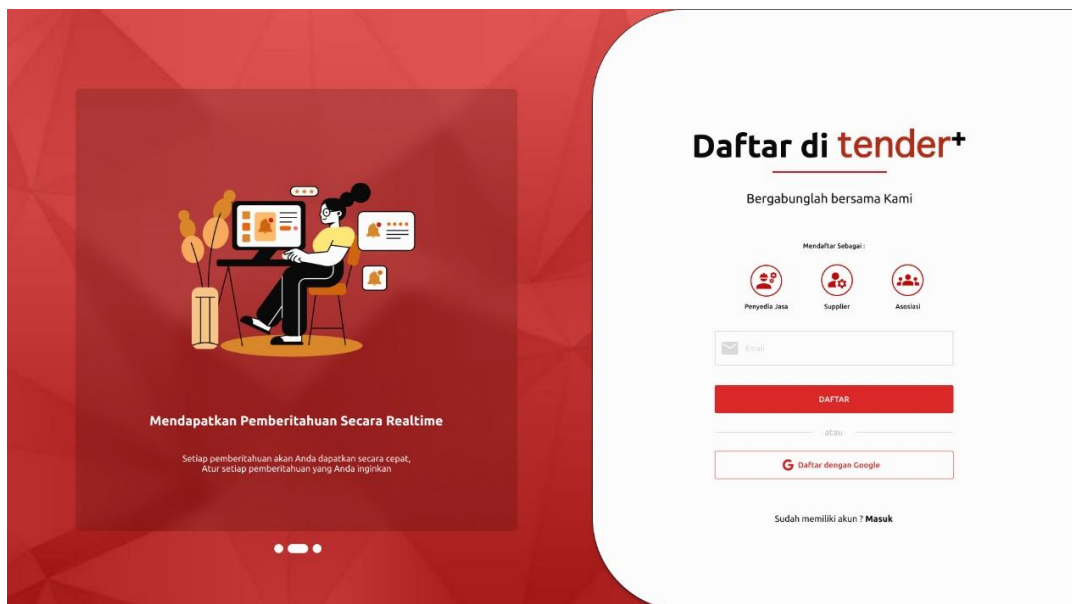 Mendapatkan Pemberitahuan Secara Realtime
Setiap pemberitahuan akan Anda dapatkan secara cepat,
Atur setiap pemberitahuan yang Anda inginkan
Daftar di tender+
Bergabunglah bersama Kami
Mendaftar Sebagai :
Penyedia Jasa
Supplier
Asosiasi
Email
DAFTAR
atau
G Daftar dengan Google
Sudah memiliki akun ? Masuk